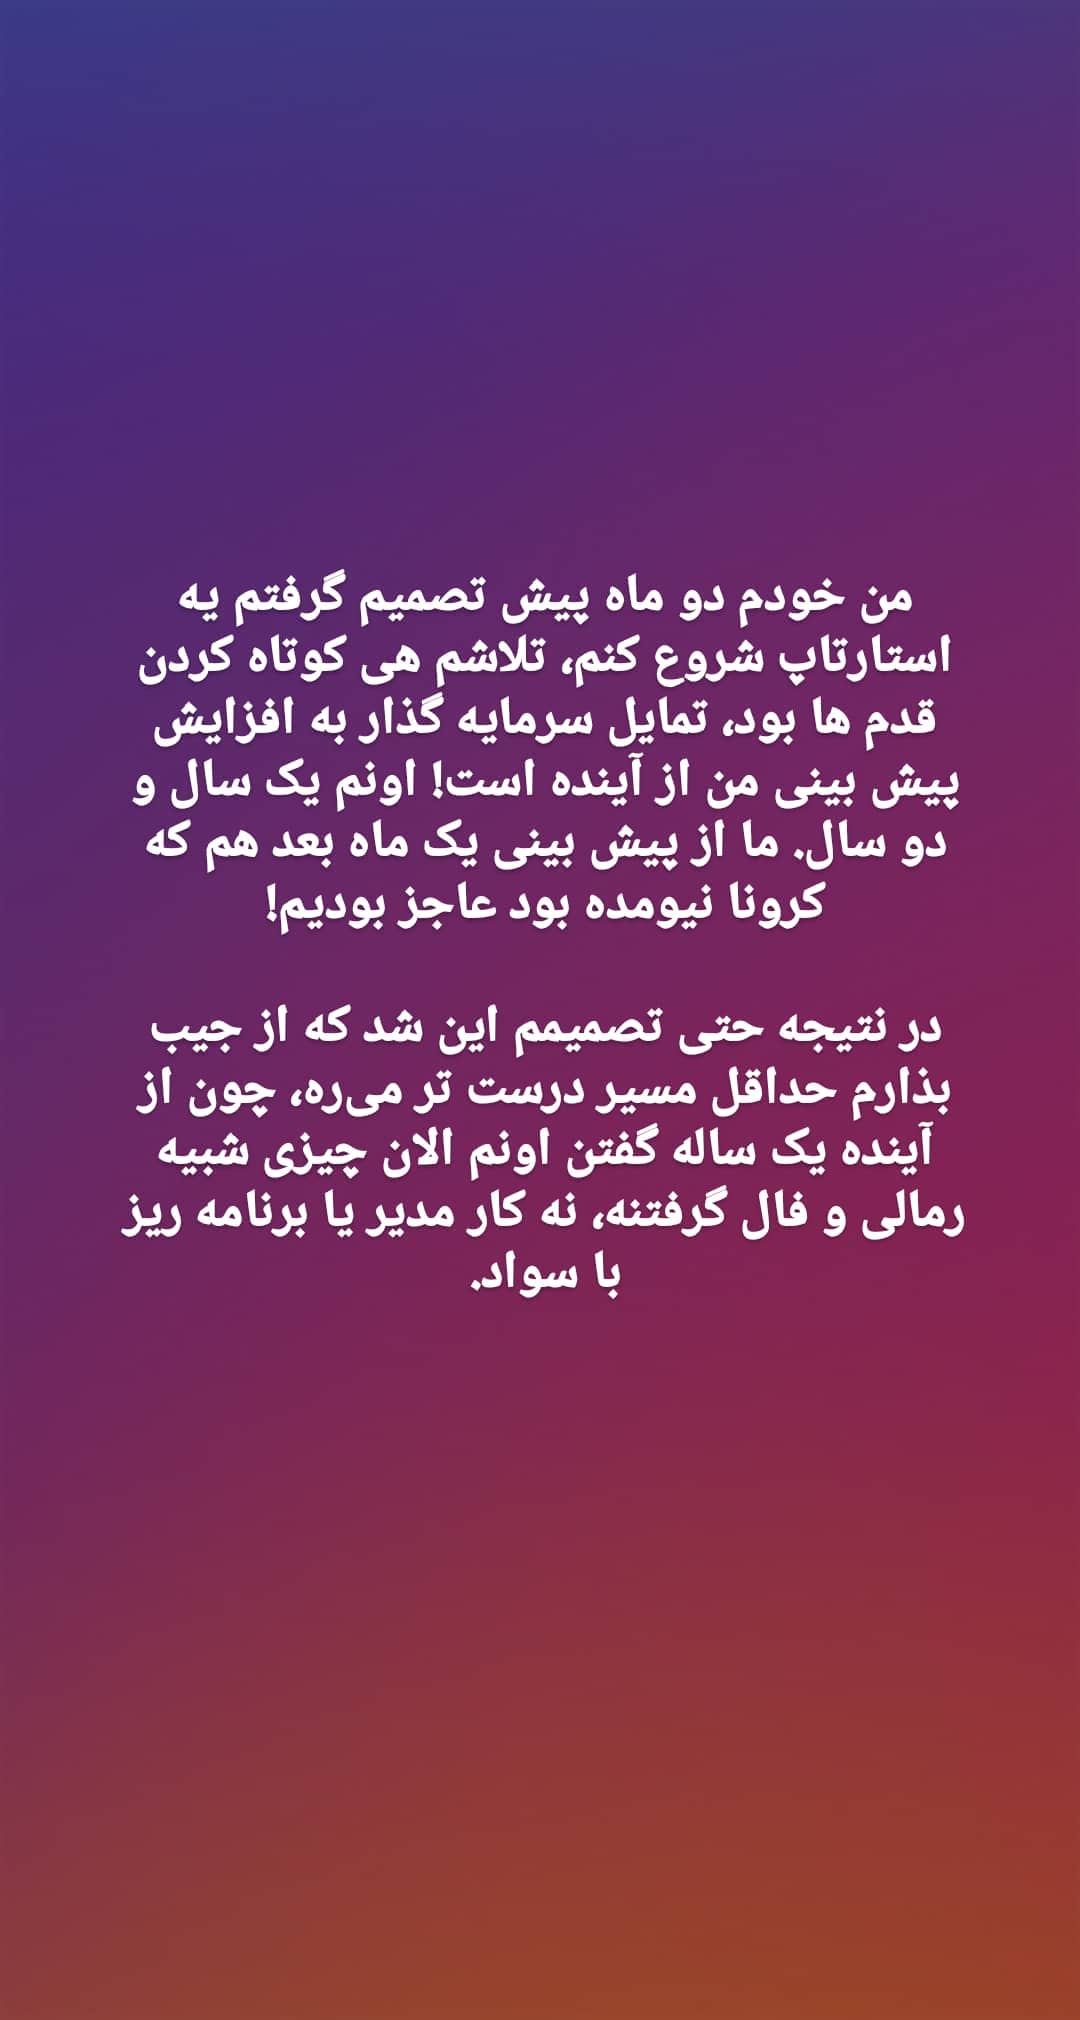 من خودم دو ماه پیش تصمیم گرفتم یه
استارتاپ شروع کنم، تلاشم هی کوتاه کردن
قدم ها بود، تمایل سرمایه گذار به افزایش
پیش بینی من از آینده است! اونم یک سال و
دو سال. ما از پیش بینی یک ماه بعد هم که
کرونا نیومده بود عاجز بودیم!
در نتیجه حتی تصمیمم این شد که از جیب
بذارم حداقل مسیر درست تر می‌ره، چون از
آینده یک ساله گفتن اونم الان چیزی شبیه
رمالی و فال گرفتنه، نه کار مدیر یا برنامه ریز
با سواد.